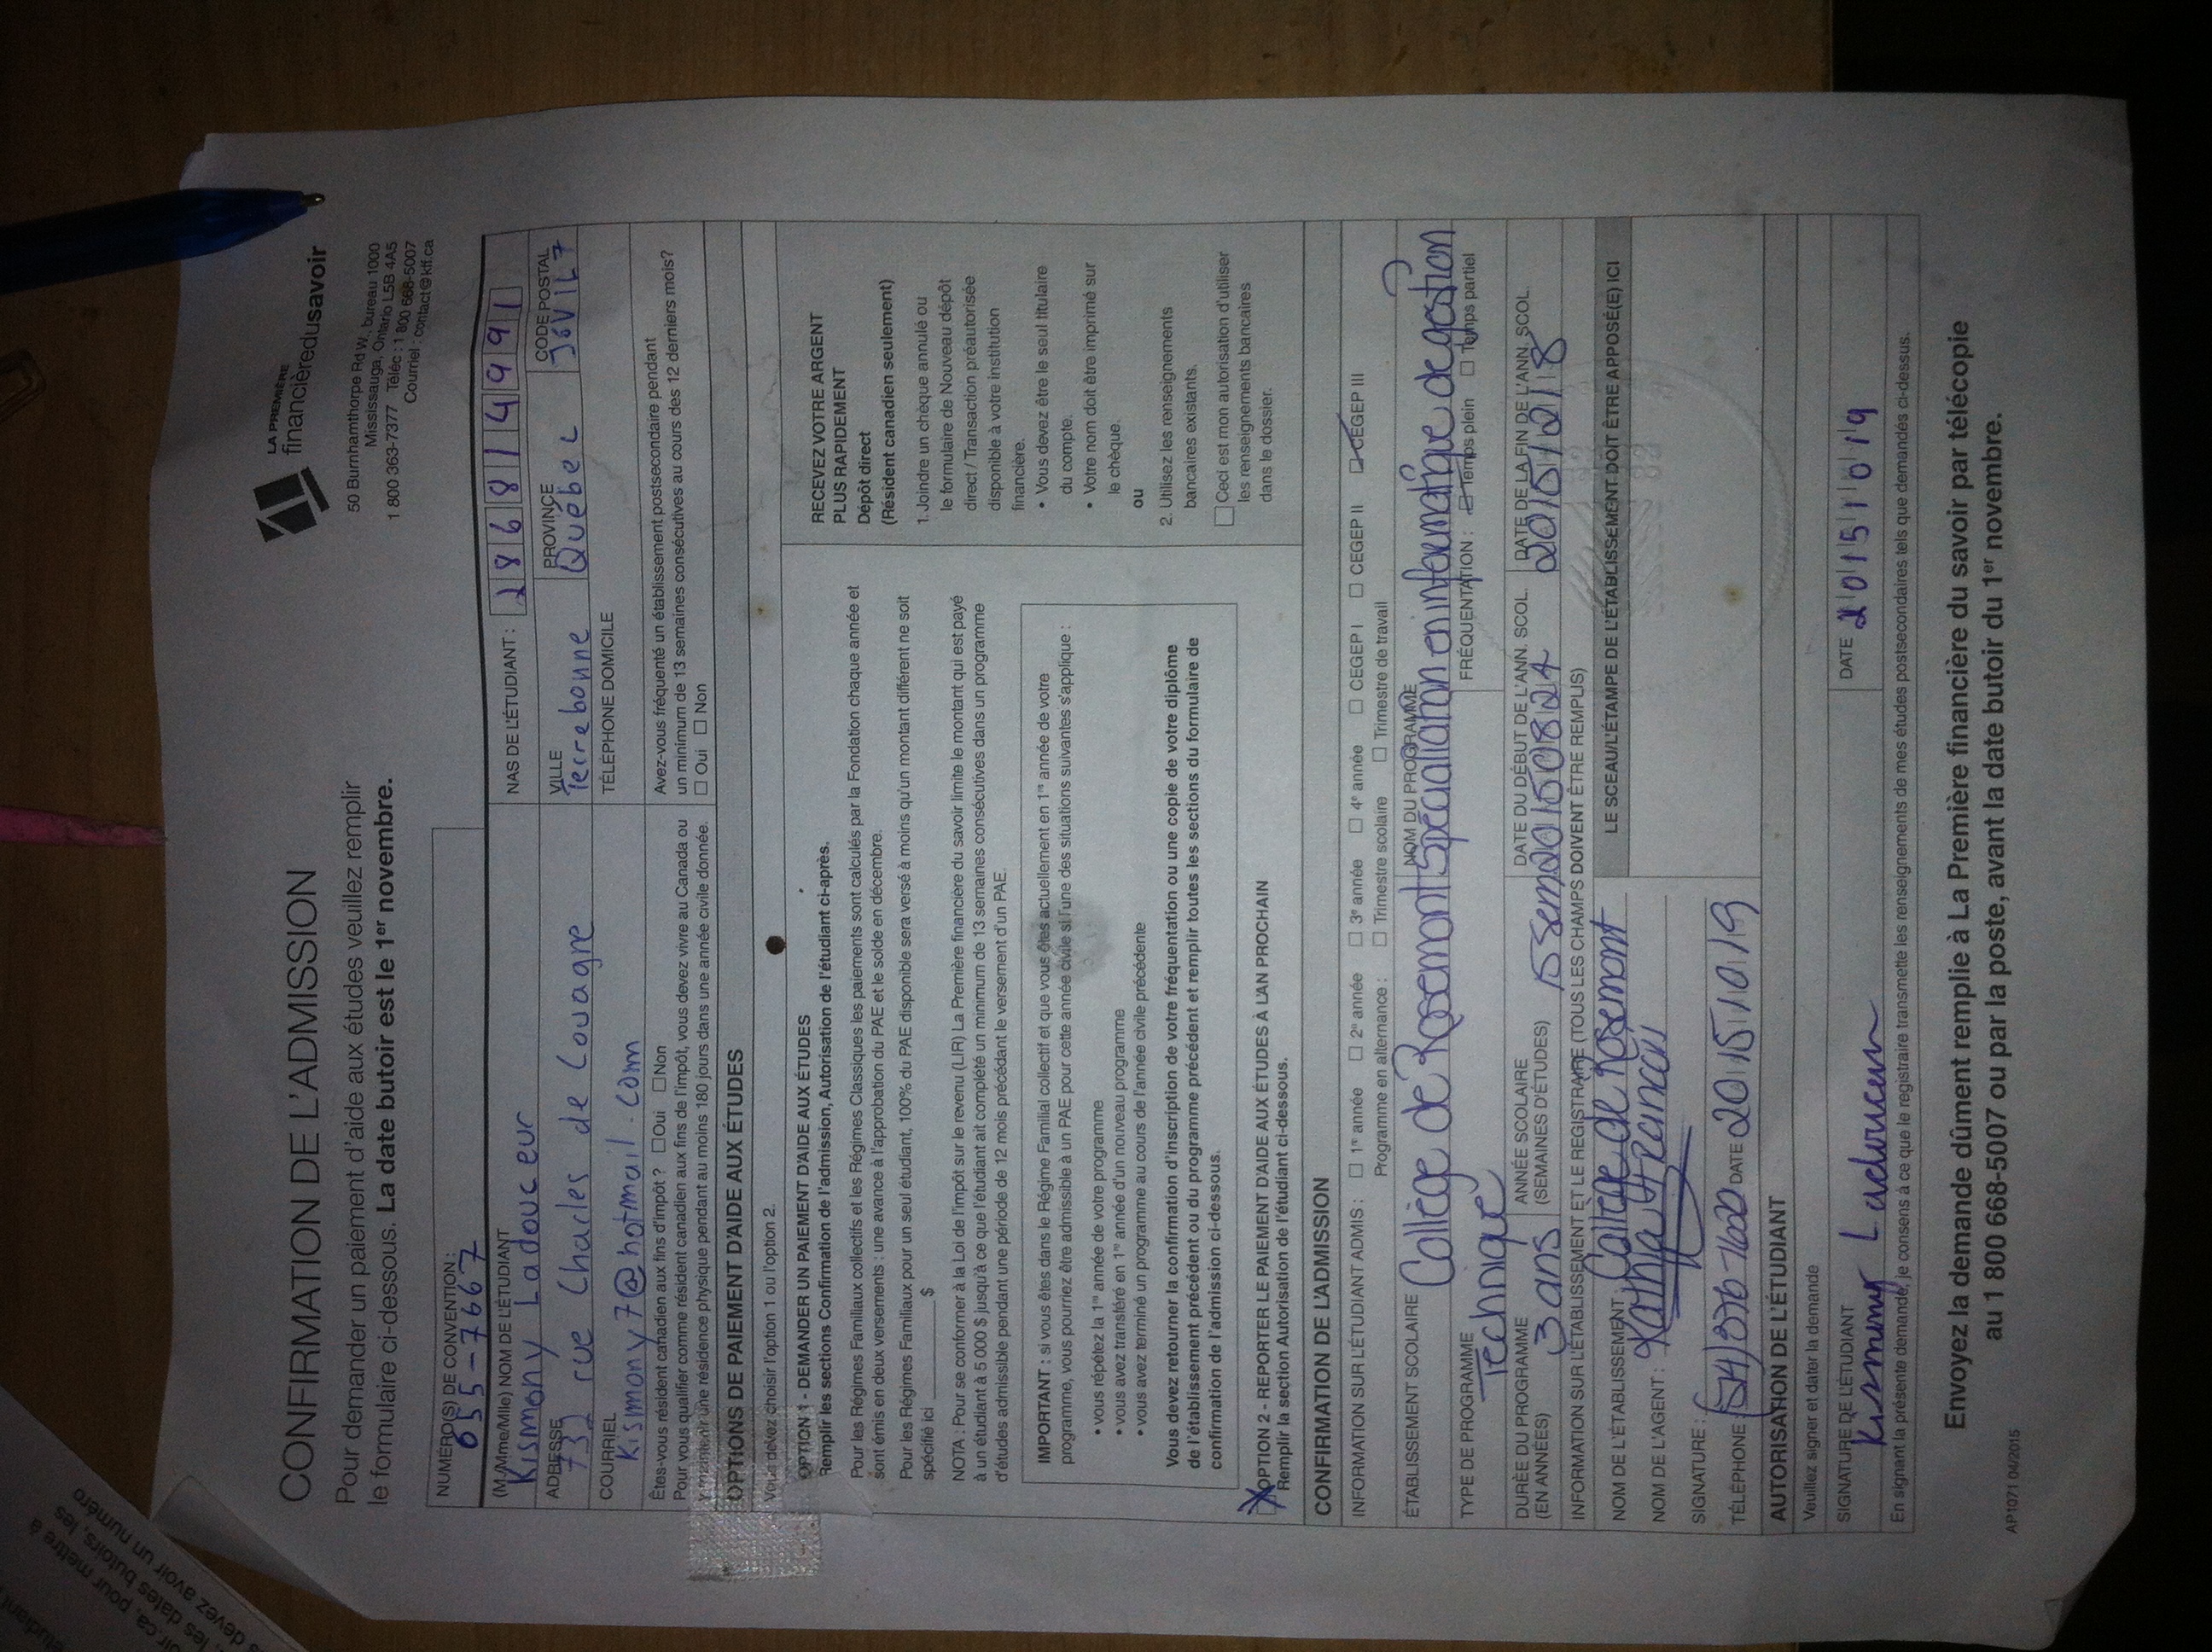 étudiant
oir.ca, pour mettre à
, les dates butoirs, les
s devez avoir un numéro
CONFIRMATION DE L'ADMISSION
Pour demander un paiement d'aide aux études veuillez remplir
le formulaire ci-dessous. La date butoir est le 1er novembre.
LA PREMIÈRE
financièredusavoir
50 Burnhamthorpe Rd W., bureau 1000
Mississauga, Ontario L5B 4A5
1 800 363-7377 Téléc : 1 800 668-5007
Courriel : contact@kff.ca
NUMÉRO(S) DE CONVENTION :
655-7667
(M./Mme/Mlle) NOM DE L'ÉTUDIANT
Kismony Ladouceur
NAS DE L'ÉTUDIANT : 286814991
ADRESSE
732 rue Charles de Couagne
VILLE
Terrebonne
PROVINCE
Québec
CODE POSTAL
J6V1L7
COURRIEL
Kismony7@hotmail.com
TÉLÉPHONE DOMICILE
Êtes-vous résident canadien aux fins d'impôt ? ☐ Oui ☐ Non
Pour vous qualifier comme résident canadien aux fins de l'impôt, vous devez vivre au Canada ou
y maintenir une résidence physique pendant au moins 180 jours dans une année civile donnée.
Avez-vous fréquenté un établissement postsecondaire pendant
un minimum de 13 semaines consécutives au cours des 12 derniers mois?
☐ Oui ☐ Non
OPTIONS DE PAIEMENT D'AIDE AUX ÉTUDES
Vous devez choisir l'option 1 ou l'option 2.
OPTION 1 - DEMANDER UN PAIEMENT D'AIDE AUX ÉTUDES
Remplir les sections Confirmation de l'admission, Autorisation de l'étudiant ci-après.
Pour les Régimes Familiaux collectifs et les Régimes Classiques les paiements sont calculés par la Fondation chaque année et
sont émis en deux versements : une avance à l'approbation du PAE et le solde en décembre.
Pour les Régimes Familiaux pour un seul étudiant, 100% du PAE disponible sera versé à moins qu'un montant différent ne soit
spécifié ici __________ $
NOTA : Pour se conformer à la Loi de l'impôt sur le revenu (LIR) La Première financière du savoir limite le montant qui est payé
à un étudiant à 5 000 $ jusqu'à ce que l'étudiant ait complété un minimum de 13 semaines consécutives dans un programme
d'études admissible pendant une période de 12 mois précédant le versement d'un PAE.
IMPORTANT : si vous êtes dans le Régime Familial collectif et que vous êtes actuellement en 1re année de votre
programme, vous pourriez être admissible à un PAE pour cette année civile si l'une des situations suivantes s'applique :
• vous répétez la 1re année de votre programme
• vous avez transféré en 1re année d'un nouveau programme
• vous avez terminé un programme au cours de l'année civile précédente
Vous devez retourner la confirmation d'inscription de votre fréquentation ou une copie de votre diplôme
de l'établissement précédent ou du programme précédent et remplir toutes les sections du formulaire de
confirmation de l'admission ci-dessous.
OPTION 2 - REPORTER LE PAIEMENT D'AIDE AUX ÉTUDES À L'AN PROCHAIN
Remplir la section Autorisation de l'étudiant ci-dessous.
RECEVEZ VOTRE ARGENT
PLUS RAPIDEMENT
Dépôt direct
(Résident canadien seulement)
1. Joindre un chèque annulé ou
le formulaire de Nouveau dépôt
direct / Transaction préautorisée
disponible à votre institution
financière.
• Vous devez être le seul titulaire
du compte.
• Votre nom doit être imprimé sur
le chèque.
ou
2. Utilisez les renseignements
bancaires existants.
☐ Ceci est mon autorisation d'utiliser
les renseignements bancaires
dans le dossier.
CONFIRMATION DE L'ADMISSION
INFORMATION SUR L'ÉTUDIANT ADMIS : ☐ 1re année ☐ 2e année ☐ 3e année ☐ 4e année ☐ CEGEP I ☐ CEGEP II ☑ CEGEP III
Programme en alternance : ☐ Trimestre scolaire ☐ Trimestre de travail
ÉTABLISSEMENT SCOLAIRE Collège de Rosemont
NOM DU PROGRAMME
Spécialiation en informatique de gestion
TYPE DE PROGRAMME
Technique
FRÉQUENTATION : ☑ Temps plein ☐ Temps partiel
DURÉE DU PROGRAMME
(EN ANNÉES) 3 ans
ANNÉE SCOLAIRE
(SEMAINES D'ÉTUDES) 15 sem
DATE DU DÉBUT DE L'ANN. SCOL.
20150824
DATE DE LA FIN DE L'ANN. SCOL.
20151218
INFORMATION SUR L'ÉTABLISSEMENT ET LE REGISTRAIRE (TOUS LES CHAMPS DOIVENT ÊTRE REMPLIS)
NOM DE L'ÉTABLISSEMENT : Collège de Rosemont
LE SCEAU/L'ÉTAMPE DE L'ÉTABLISSEMENT DOIT ÊTRE APPOSÉ(E) ICI
NOM DE L'AGENT : Kathja Francois
SIGNATURE :
TÉLÉPHONE : (514) 376-1620 DATE 20151019
AUTORISATION DE L'ÉTUDIANT
Veuillez signer et dater la demande
SIGNATURE DE L'ÉTUDIANT
Kismony Ladouceur
DATE 20151019
En signant la présente demande, je consens à ce que le registraire transmette les renseignements de mes études postsecondaires tels que demandés ci-dessus.
Envoyez la demande dûment remplie à La Première financière du savoir par télécopie
au 1 800 668-5007 ou par la poste, avant la date butoir du 1er novembre.
AP1071 04/2015